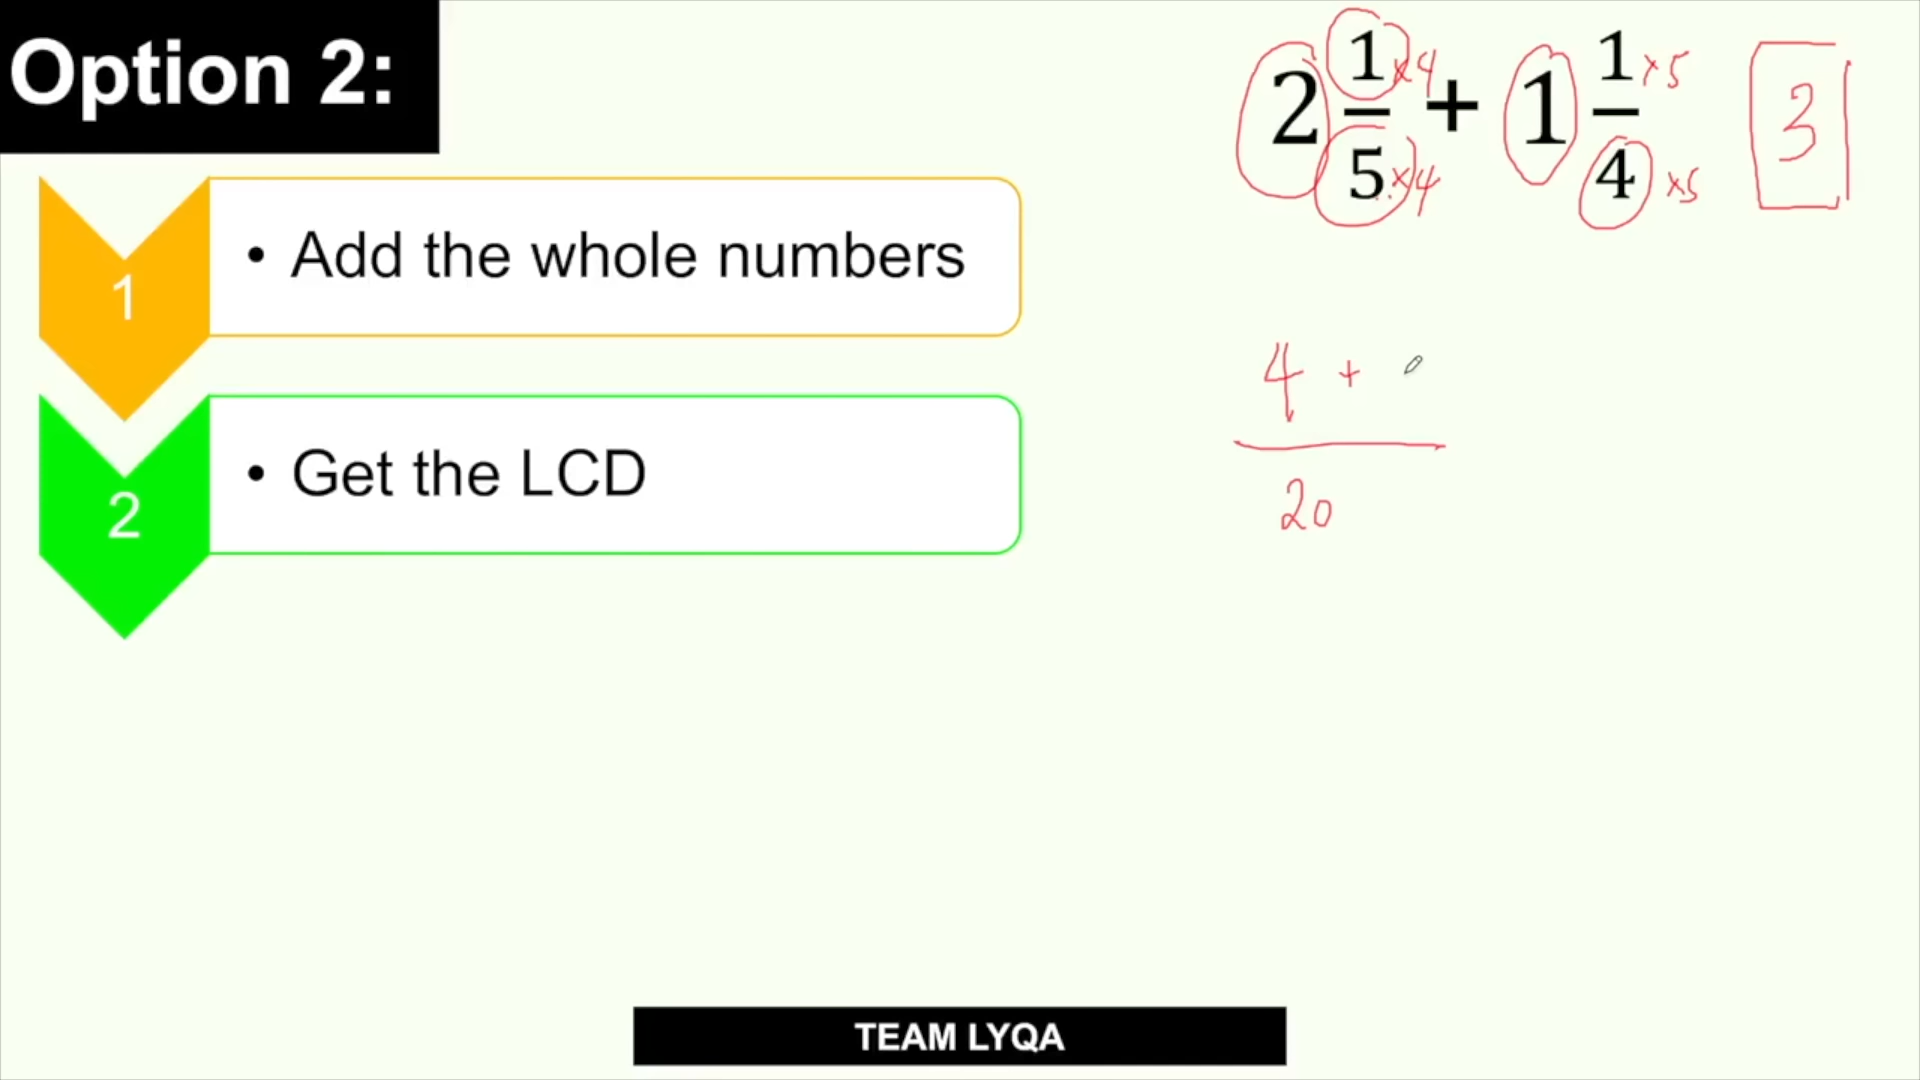 Option 2:
2 1/5 + 1 1/4
×4 ×5
×4 ×5
3
1
• Add the whole numbers
2
• Get the LCD
4 +
20
TEAM LYQA